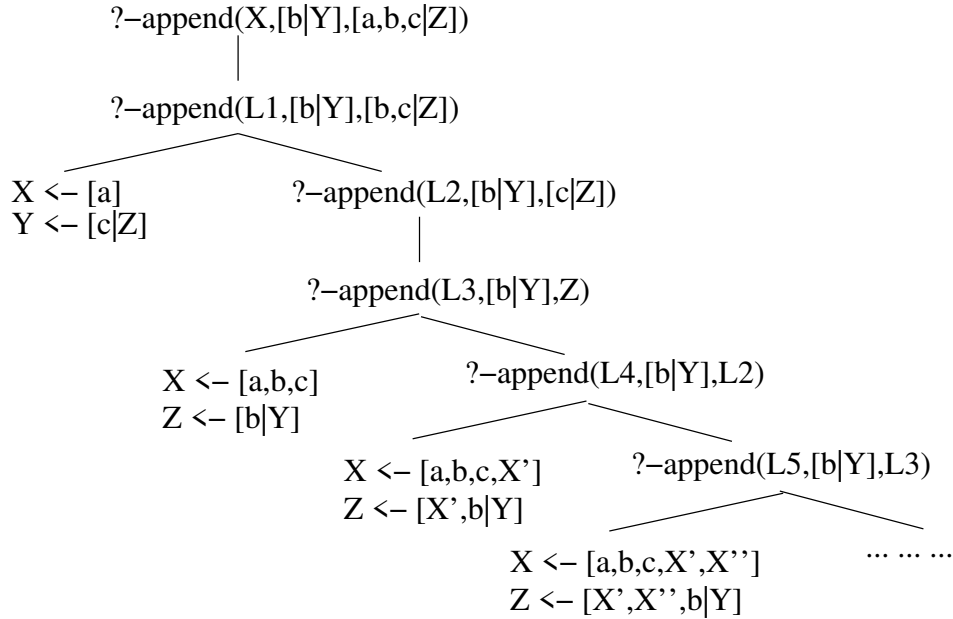 ?−append(X,[b|Y],[a,b,c|Z])
?−append(L1,[b|Y],[b,c|Z])
X <− [a]
Y <− [c|Z]
?−append(L2,[b|Y],[c|Z])
?−append(L3,[b|Y],Z)
X <− [a,b,c]
Z <− [b|Y]
?−append(L4,[b|Y],L2)
X <− [a,b,c,X']
Z <− [X',b|Y]
?−append(L5,[b|Y],L3)
X <− [a,b,c,X',X'']
Z <− [X',X'',b|Y]
... ... ...